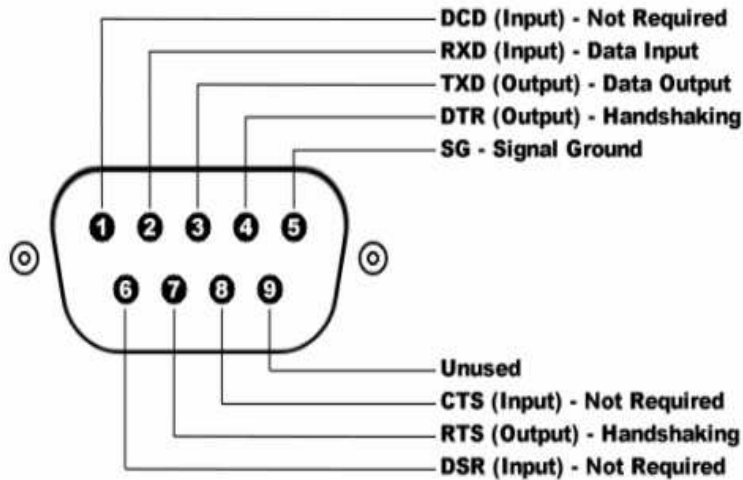 DCD (Input) - Not Required
RXD (Input) - Data Input
TXD (Output) - Data Output
DTR (Output) - Handshaking
SG - Signal Ground
1 2 3 4 5
6 7 8 9
Unused
CTS (Input) - Not Required
RTS (Output) - Handshaking
DSR (Input) - Not Required